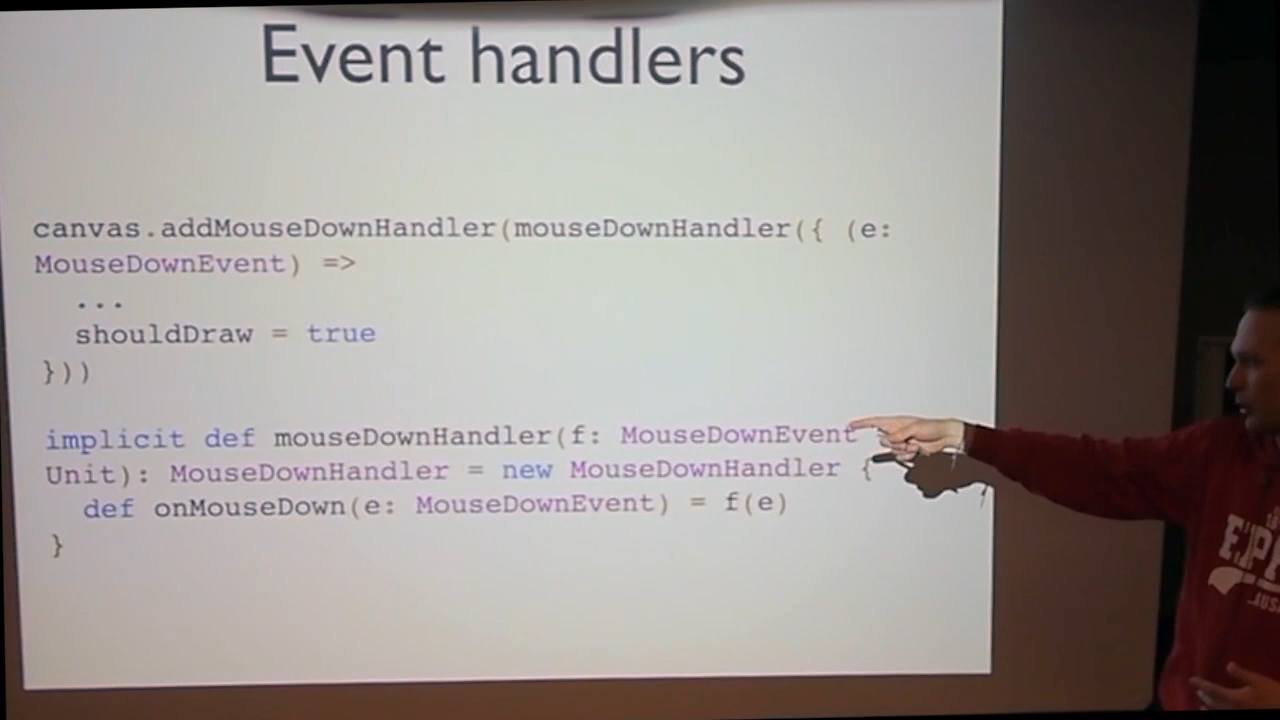 Event handlers
canvas.addMouseDownHandler(mouseDownHandler({ (e:
MouseDownEvent) =>
...
shouldDraw = true
}))
implicit def mouseDownHandler(f: MouseDownEvent
Unit): MouseDownHandler = new MouseDownHandler {
def onMouseDown(e: MouseDownEvent) = f(e)
}